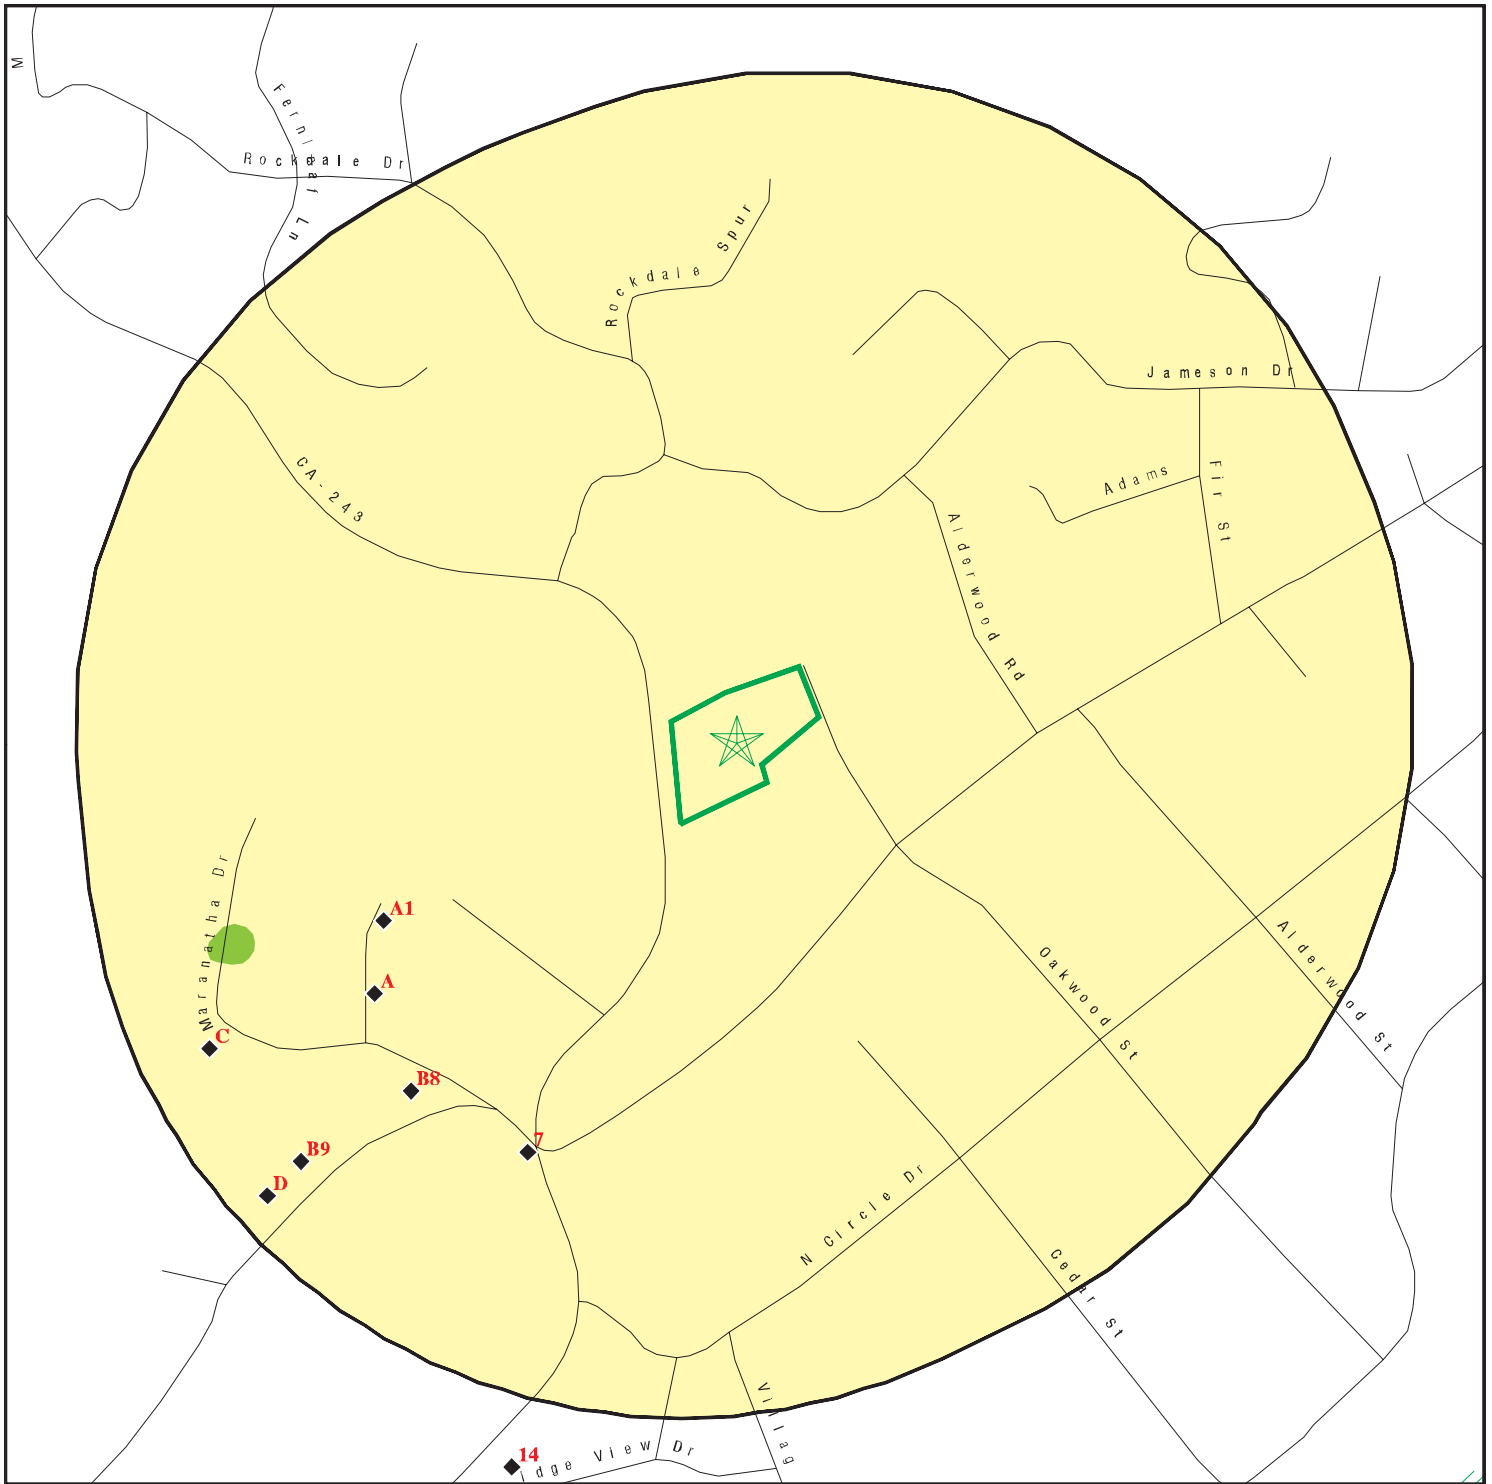 M
Fernleaf Ln
Rockdale Dr
Rockdale Spur
Jameson Dr
CA-243
Adams
Fir St
Alderwood Rd
Maranatha Dr
A1
A
C
B8
7
B9
D
Oakwood St
Alderwood St
N Circle Dr
Cedar St
Villag
14
idge View Dr